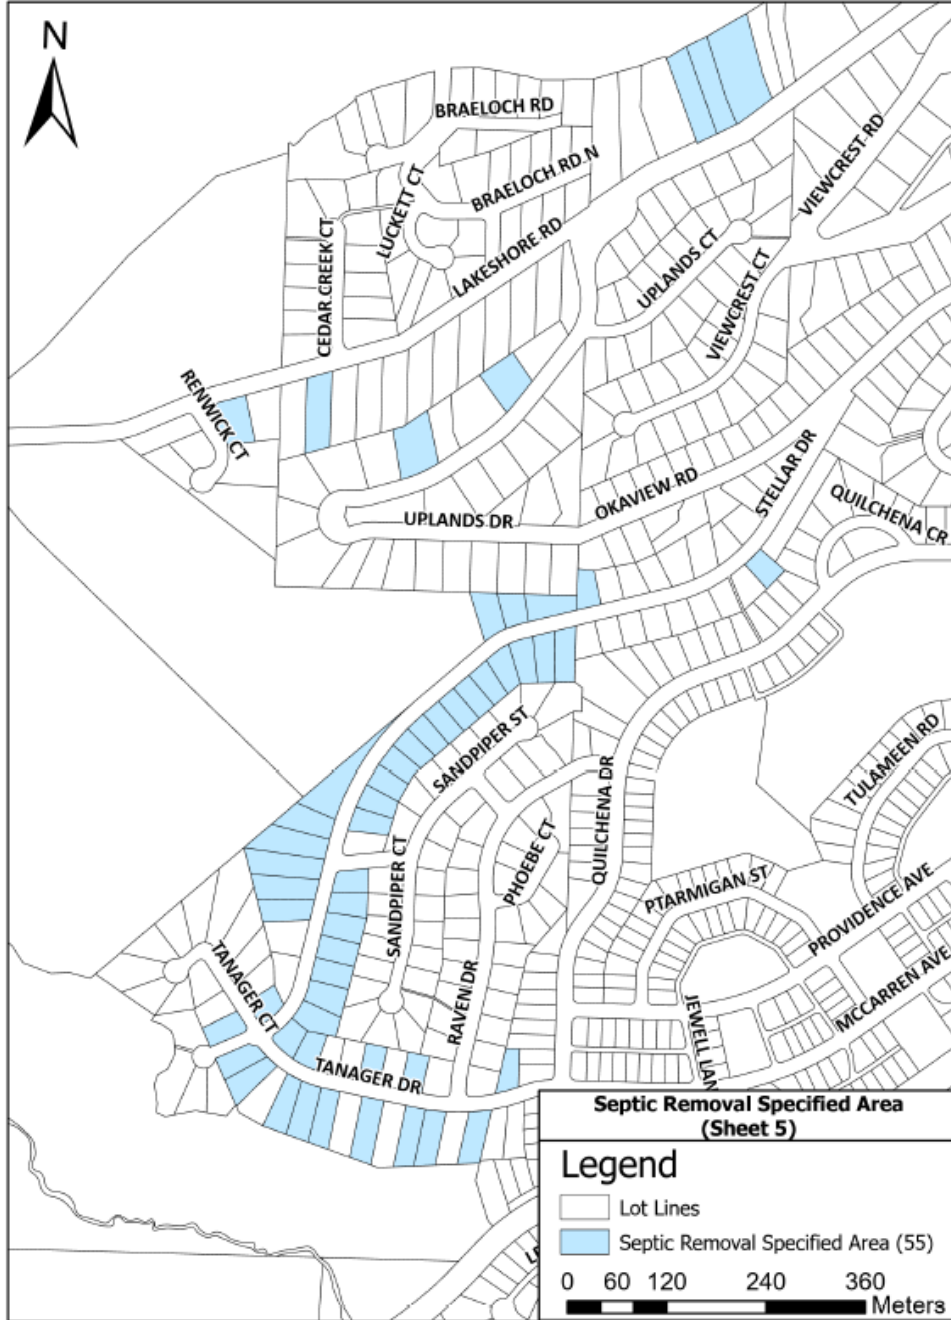 N
BRAELOCH RD
BRAELOCH RD N
LUCKETT CT
CEDAR CREEK CT
LAKESHORE RD
VIEWCREST RD
UPLANDS CT
VIEWCREST CT
RENWICK CT
UPLANDS DR
OKAVIEW RD
STELLAR DR
QUILCHENA CR
SANDPIPER ST
TULAMEEN RD
QUILCHENA DR
PHOEBE CT
SANDPIPER CT
PTARMIGAN ST
PROVIDENCE AVE
TANAGER CT
RAVEN DR
MCCARREN AVE
JEWELL LAN
TANAGER DR
Septic Removal Specified Area
(Sheet 5)
Legend
Lot Lines
Septic Removal Specified Area (55)
0 60 120 240 360
Meters